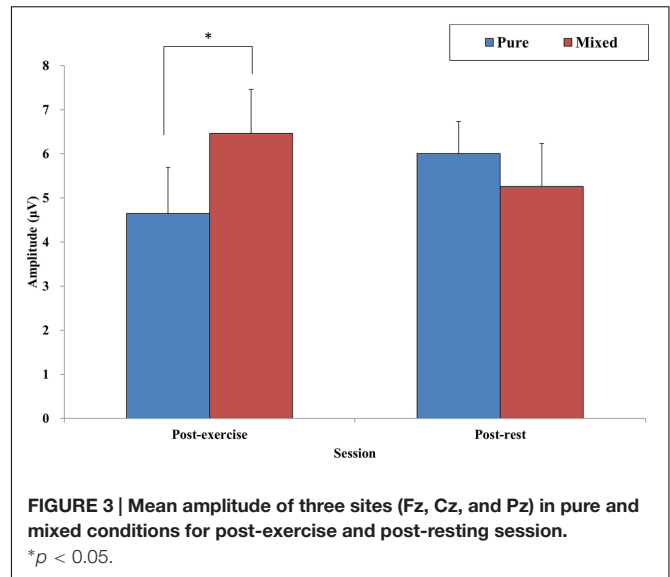 *
Pure Mixed
8
7
6
5
4
3
2
1
0
Amplitude (µV)
Post-exercise Post-rest
Session
FIGURE 3 | Mean amplitude of three sites (Fz, Cz, and Pz) in pure and
mixed conditions for post-exercise and post-resting session.
*p < 0.05.